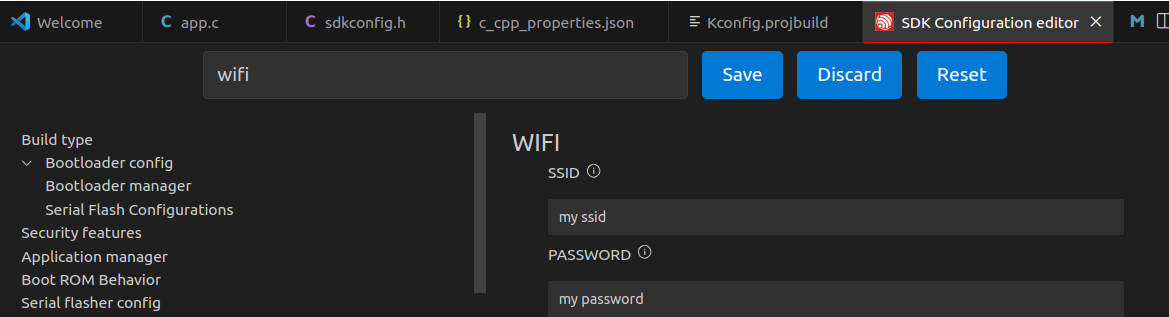 Welcome C app.c C sdkconfig.h {} c_cpp_properties.json Kconfig.projbuild SDK Configuration editor M
wifi Save Discard Reset
Build type
Bootloader config
Bootloader manager
Serial Flash Configurations
Security features
Application manager
Boot ROM Behavior
Serial flasher config
WIFI
SSID
my ssid
PASSWORD
my password